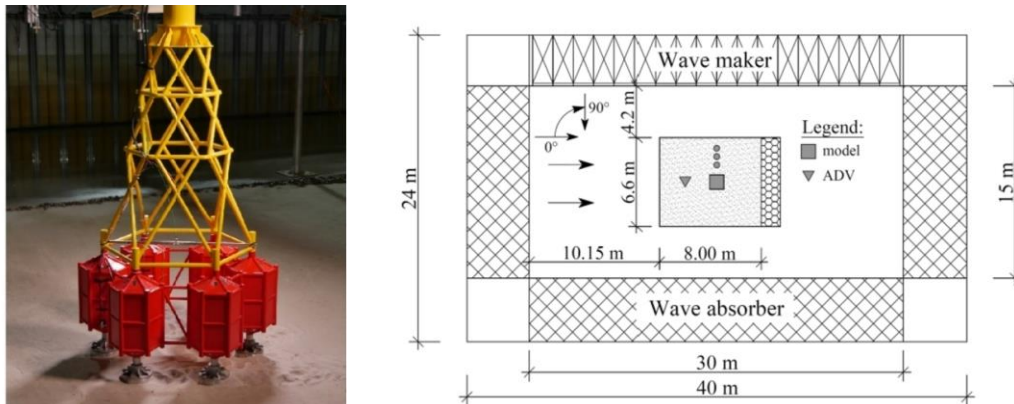 Wave maker
90°
0°
4.2 m
Legend:
model
ADV
24 m
6.6 m
15 m
10.15 m
8.00 m
Wave absorber
30 m
40 m